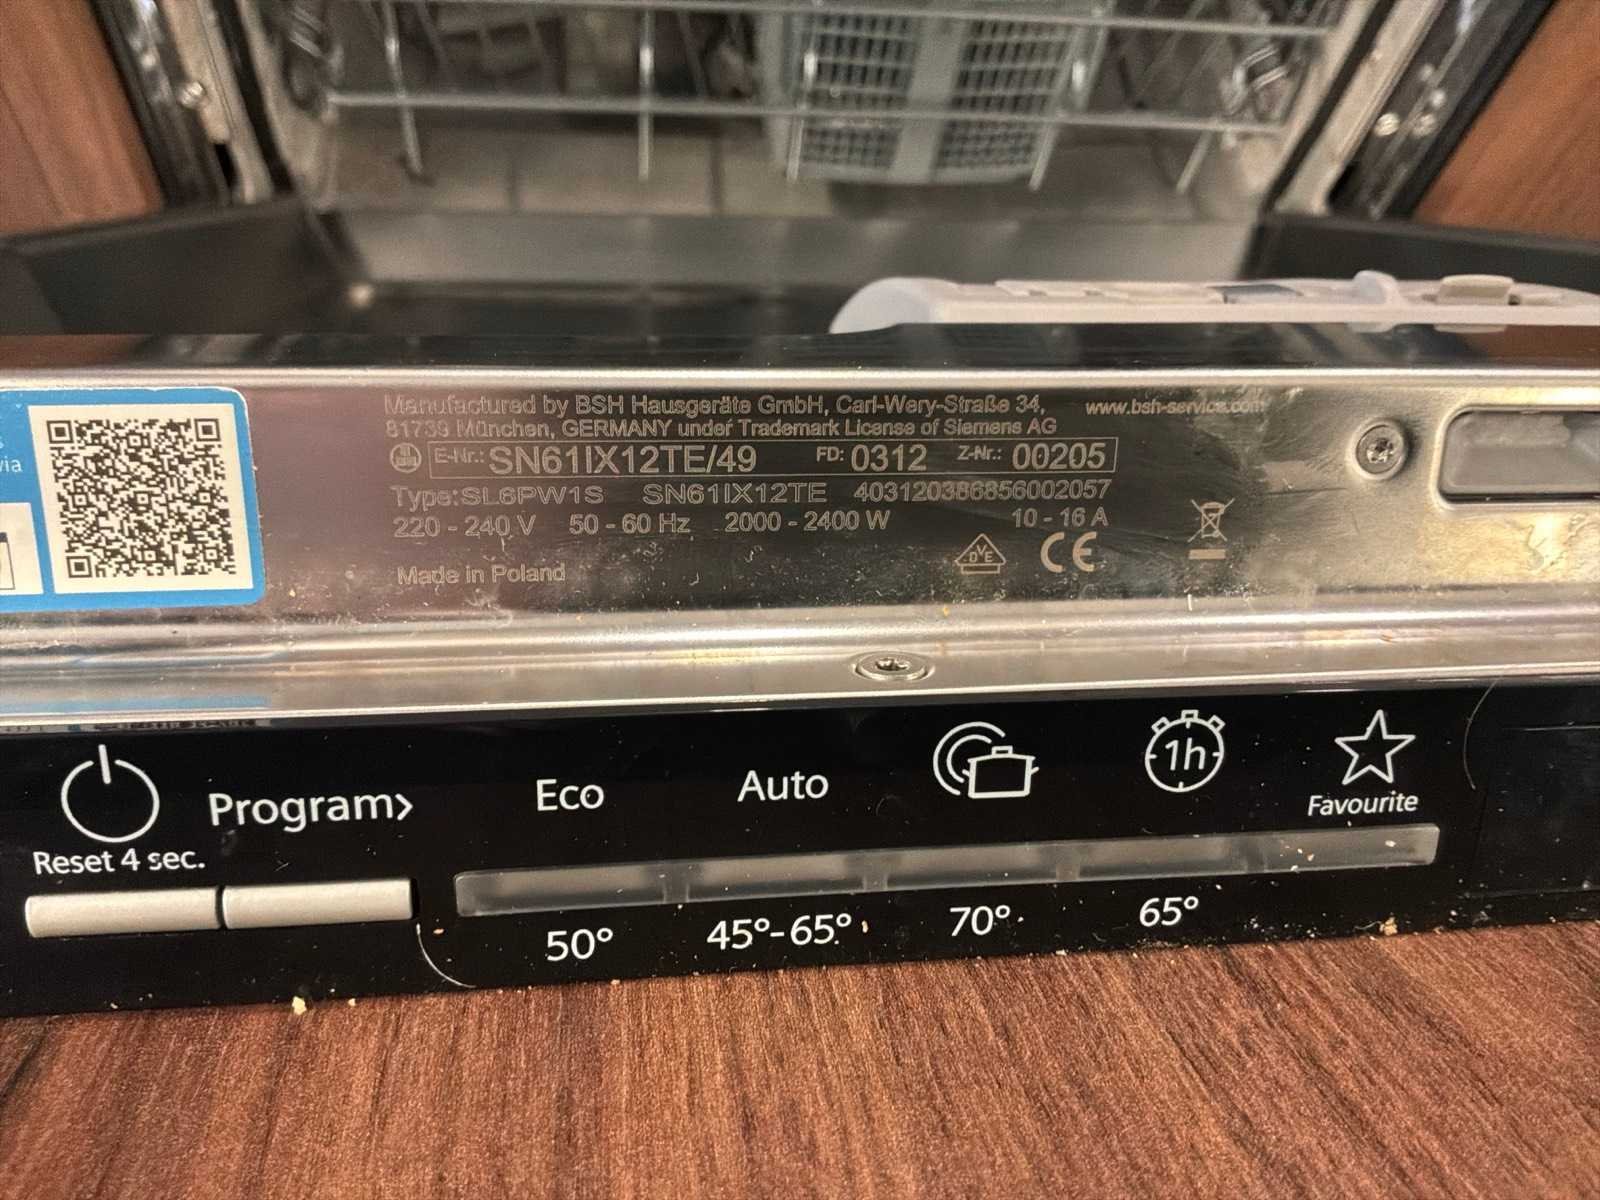 s
via
Manufactured by BSH Hausgeräte GmbH, Carl-Wery-Straße 34, www.bsh-service.com
81739 München, GERMANY under Trademark License of Siemens AG
E-Nr.: SN61IX12TE/49 FD: 0312 Z-Nr.: 00205
Type:SL6PW1S SN61IX12TE 403120386856002057
220 - 240 V 50 - 60 Hz 2000 - 2400 W 10 - 16 A
DVE CE
Made in Poland
Program> Eco Auto 1h
Reset 4 sec. Favourite
50° 45°-65° 70° 65°